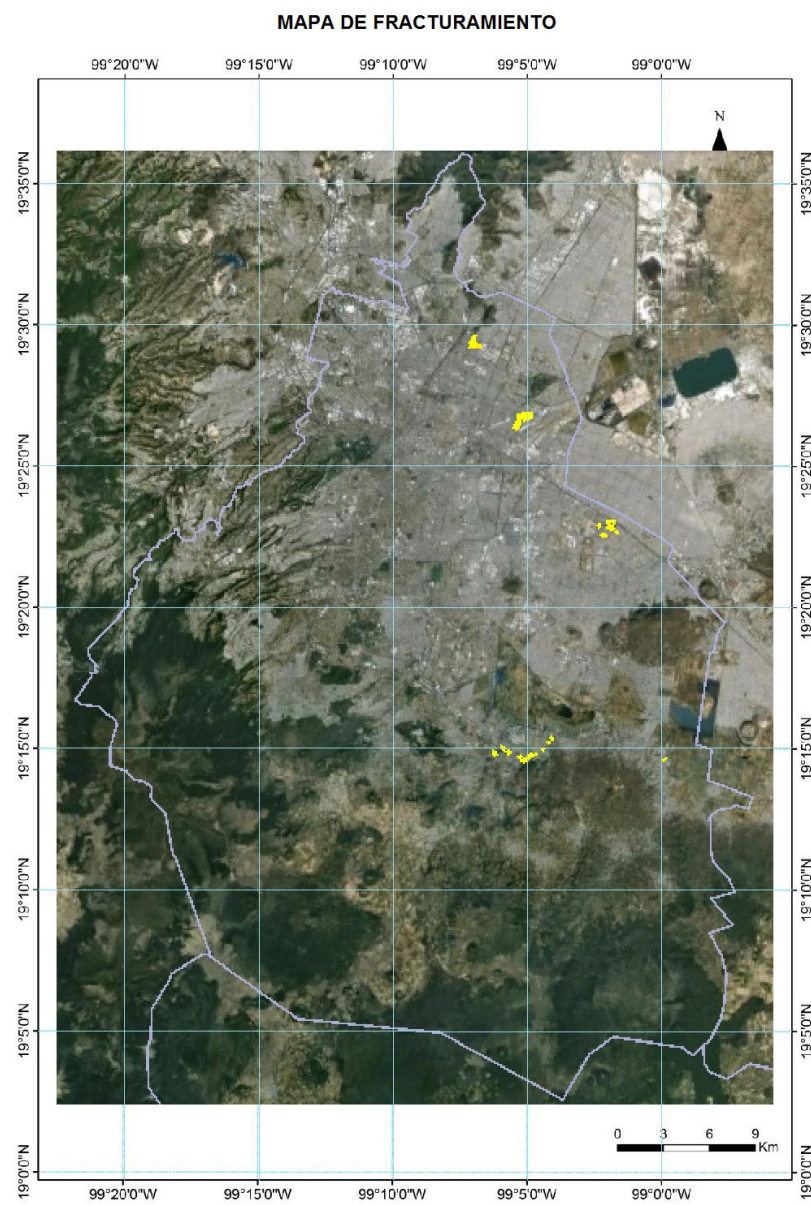 MAPA DE FRACTURAMIENTO
99°20'0"W 99°15'0"W 99°10'0"W 99°5'0"W 99°0'0"W
N
19°35'0"N 19°35'0"N
19°30'0"N 19°30'0"N
19°25'0"N 19°25'0"N
19°20'0"N 19°20'0"N
19°15'0"N 19°15'0"N
19°10'0"N 19°10'0"N
19°5'0"N 19°5'0"N
0 3 6 9
Km
19°0'0"N 19°0'0"N
99°20'0"W 99°15'0"W 99°10'0"W 99°5'0"W 99°0'0"W